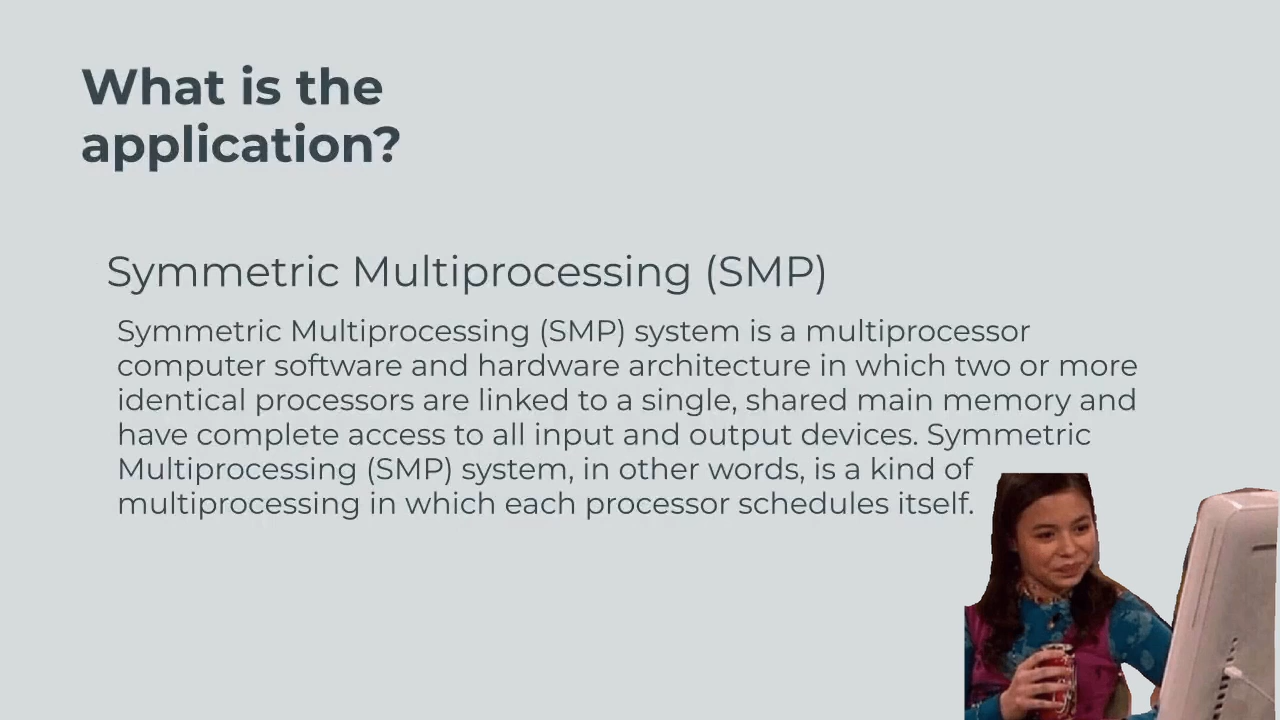 What is the
application?
Symmetric Multiprocessing (SMP)
Symmetric Multiprocessing (SMP) system is a multiprocessor
computer software and hardware architecture in which two or more
identical processors are linked to a single, shared main memory and
have complete access to all input and output devices. Symmetric
Multiprocessing (SMP) system, in other words, is a kind of
multiprocessing in which each processor schedules itself.